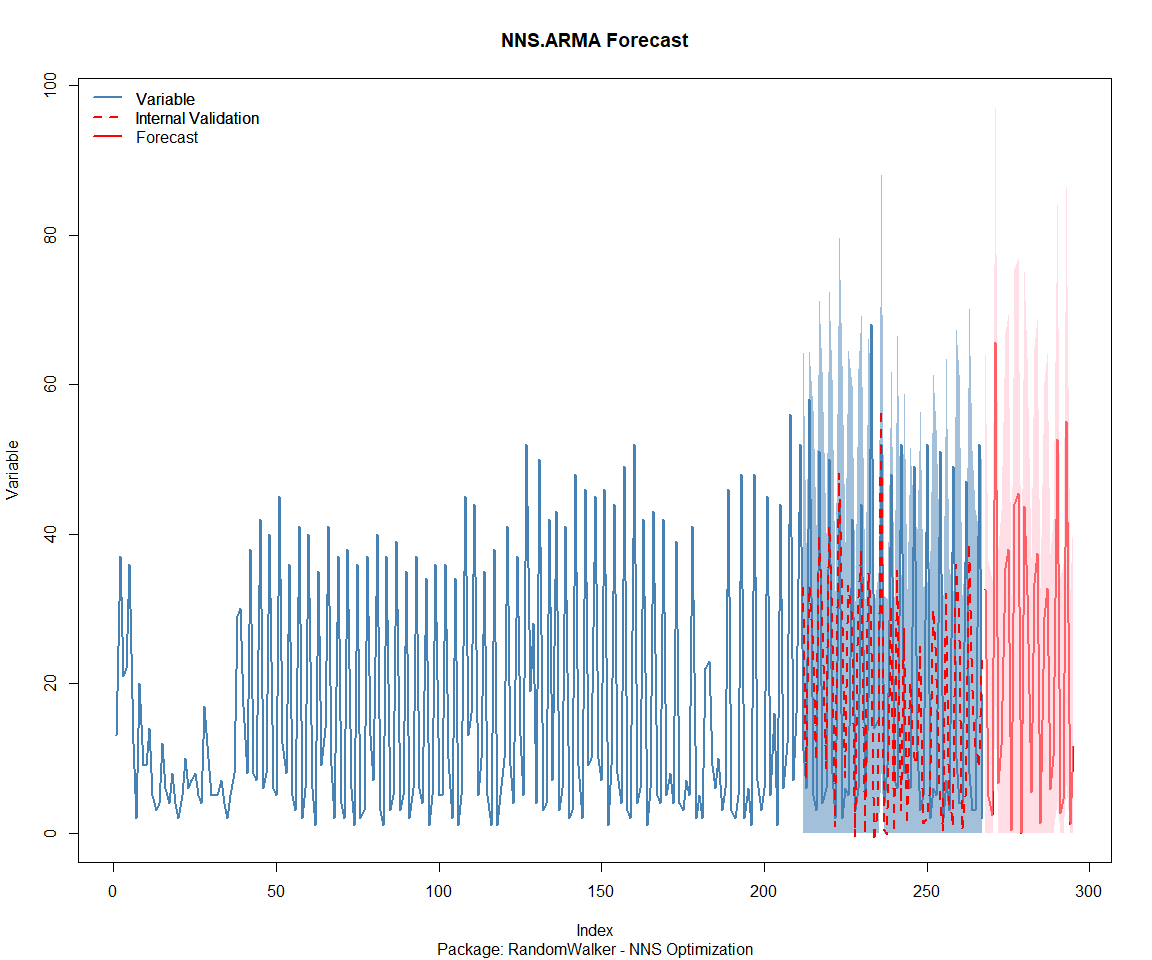 NNS.ARMA Forecast
Variable
Internal Validation
Forecast
Variable
100
80
60
40
20
0
0 50 100 150 200 250 300
Index
Package: RandomWalker - NNS Optimization